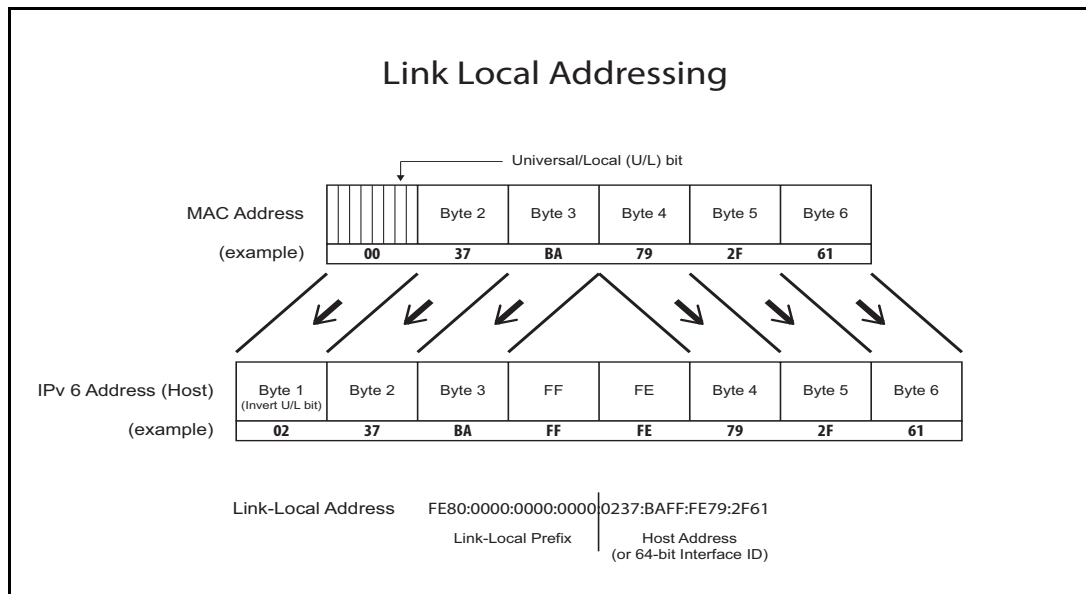 Link Local Addressing
Universal/Local (U/L) bit
MAC Address Byte 2 Byte 3 Byte 4 Byte 5 Byte 6
(example) 00 37 BA 79 2F 61
IPv 6 Address (Host) Byte 1 Byte 2 Byte 3 FF FE Byte 4 Byte 5 Byte 6
(Invert U/L bit)
(example) 02 37 BA FF FE 79 2F 61
Link-Local Address FE80:0000:0000:0000:0237:BAFF:FE79:2F61
Link-Local Prefix Host Address
(or 64-bit Interface ID)